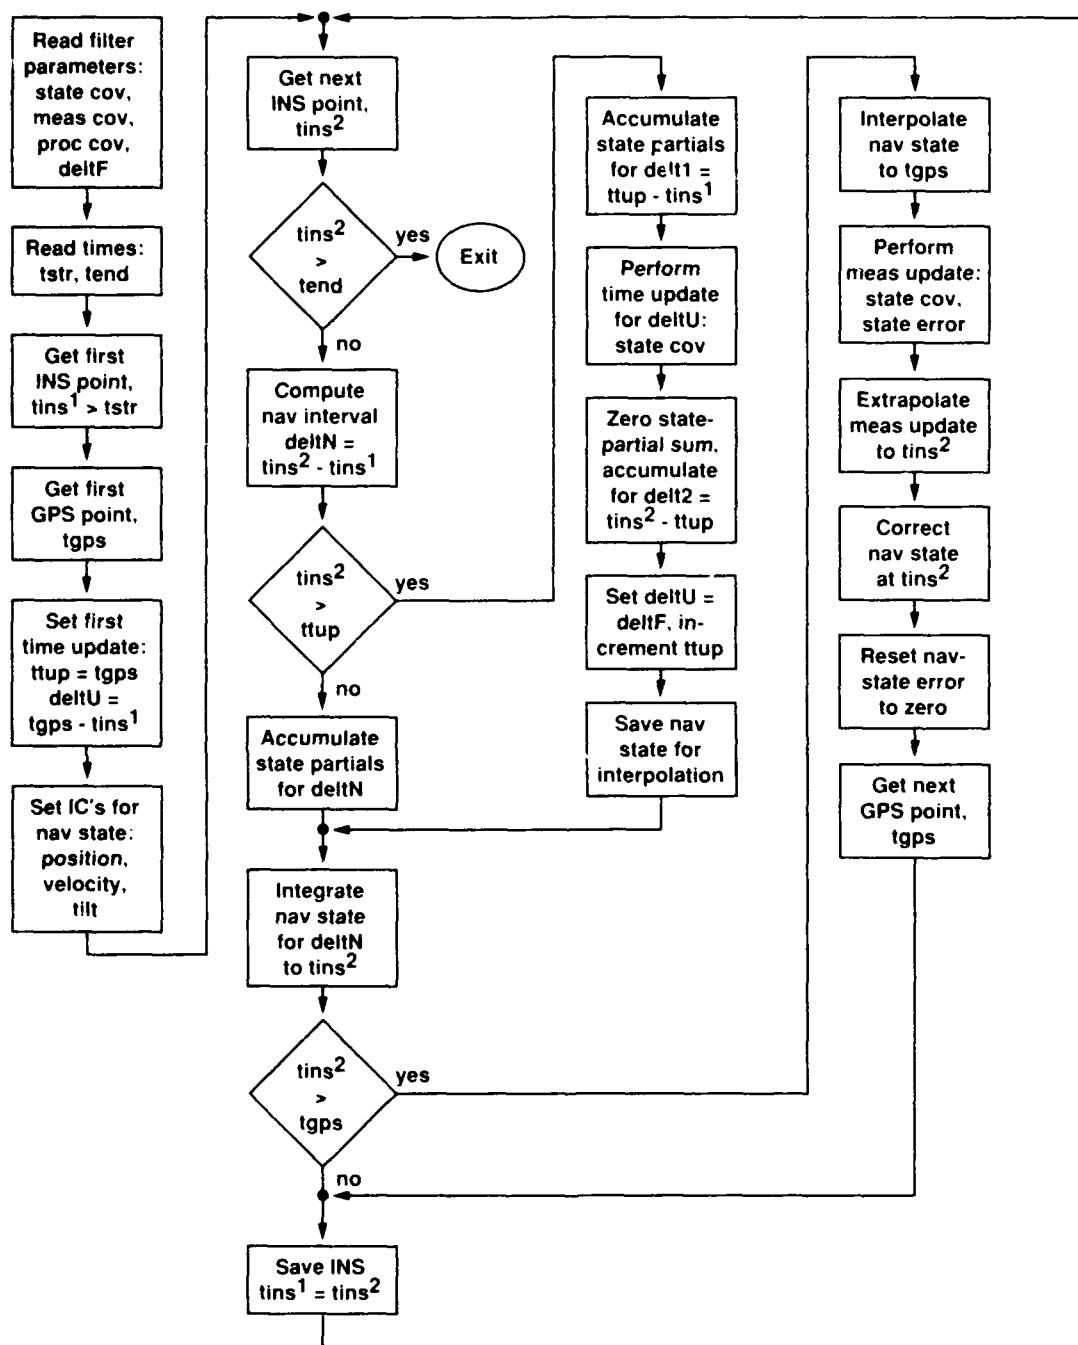 Read filter
parameters:
state cov,
meas cov,
proc cov,
deltF
Read times:
tstr, tend
Get first
INS point,
tins¹ > tstr
Get first
GPS point,
tgps
Set first
time update:
ttup = tgps
deltU =
tgps - tins¹
Set IC's for
nav state:
position,
velocity,
tilt
Get next
INS point,
tins²
tins²
>
tend
yes
Exit
no
Compute
nav interval
deltN =
tins² - tins¹
tins²
>
ttup
yes
no
Accumulate
state partials
for deltN
Integrate
nav state
for deltN
to tins²
tins²
>
tgps
yes
no
Save INS
tins¹ = tins²
Accumulate
state partials
for delt1 =
ttup - tins¹
Perform
time update
for deltU:
state cov
Zero state-
partial sum,
accumulate
for delt2 =
tins² - ttup
Set deltU =
deltF, in-
crement ttup
Save nav
state for
interpolation
Interpolate
nav state
to tgps
Perform
meas update:
state cov,
state error
Extrapolate
meas update
to tins²
Correct
nav state
at tins²
Reset nav-
state error
to zero
Get next
GPS point,
tgps